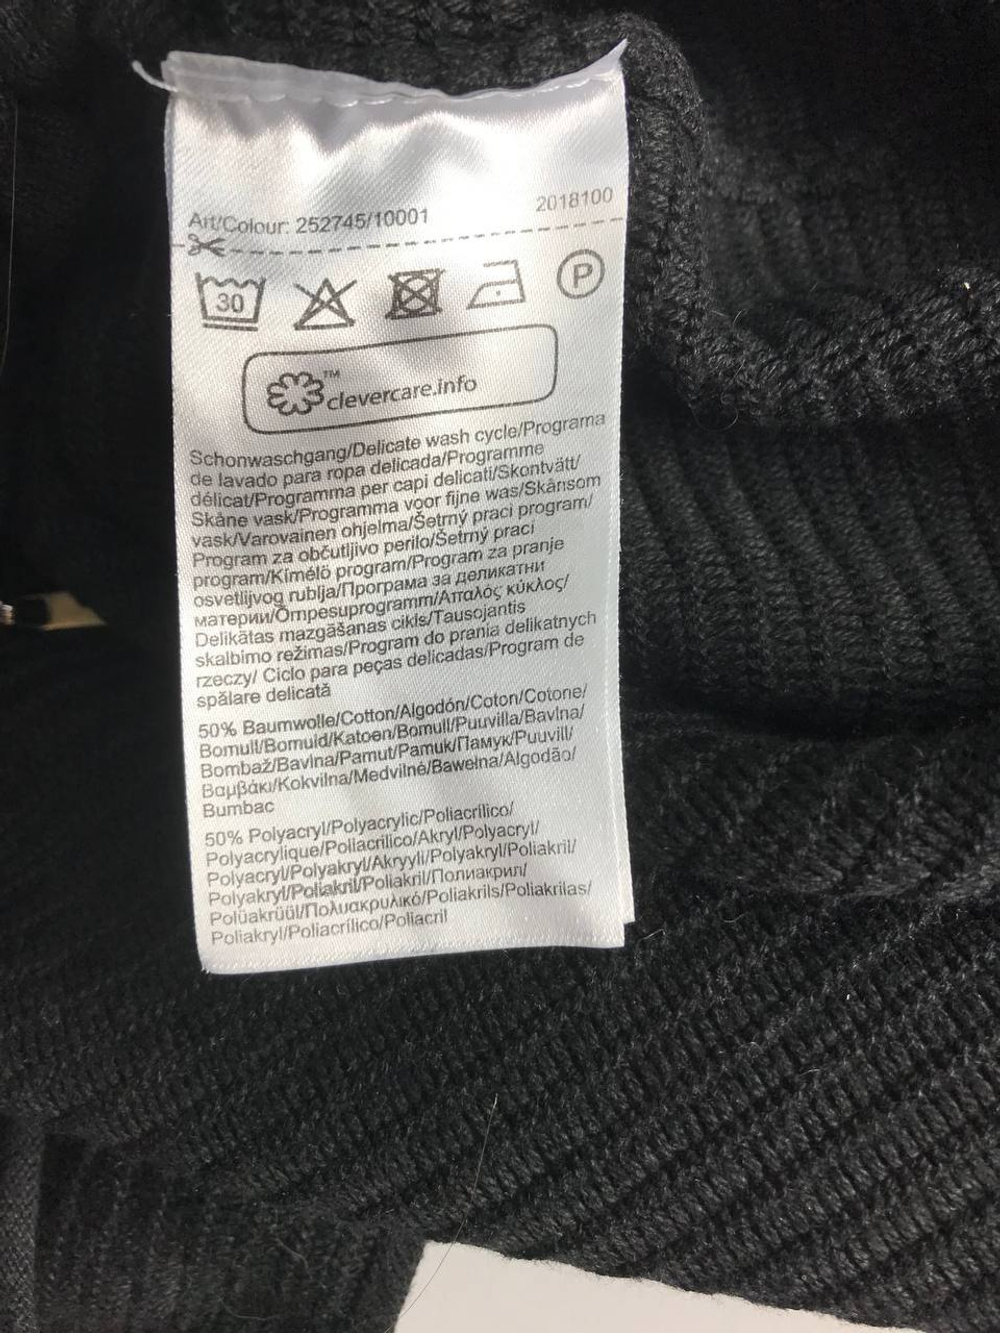 Art/Colour: 252745/10001 2018100
30 P
clevercare.info™
Schonwaschgang/Delicate wash cycle/Programa
de lavado para ropa delicada/Programme
délicat/Programma per capi delicati/Skontvätt/
Skåne vask/Programma voor fijne was/Skånsom
vask/Varovainen ohjelma/Šetrný praci program/
Program za občutljivo perilo/Šetrný praci
program/Kímélö program/Program za pranje
osvetljivog rublja/Програма за деликатни
материи/Õrnpesuprogramm/Απαλός κύκλος/
Delikātas mazgāšanas cikls/Tausojantis
skalbimo režimas/Program do prania delikatnych
rzeczy/ Ciclo para peças delicadas/Program de
spălare delicată
50% Baumwolle/Cotton/Algodón/Coton/Cotone/
Bomull/Bomuld/Katoen/Bomull/Puuvilla/Bavlna/
Bombaž/Bavlna/Pamut/Pamuk/Памук/Puuvill/
Βαμβάκι/Kokvilna/Medvilnė/Bawełna/Algodão/
Bumbac
50% Polyacryl/Polyacrylic/Poliacrílico/
Polyacrylique/Poliacrilico/Akryl/Polyacryl/
Polyacryl/Polyakryl/Akryyli/Polyakryl/Poliakril/
Polyakryl/Poliakril/Poliakril/Полиакрил/
Polüakrüül/Πολυακρυλικό/Poliakrils/Poliakrilas/
Poliakryl/Poliacrílico/Poliacril